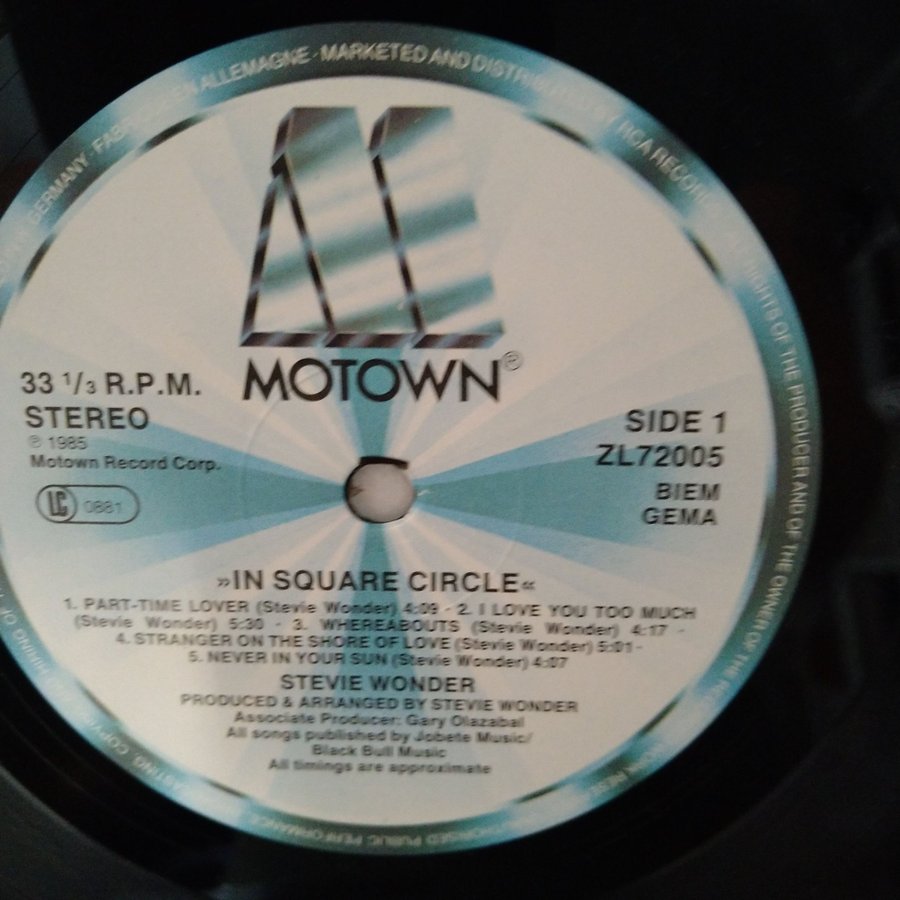 GERMANY · FABRIQUÉ EN ALLEMAGNE · MARKETED AND DISTRIBUTED BY RCA RECORDS
RIGHTS OF THE PRODUCER AND OF THE OWNER OF THE
PUBLIC PERFORMANCE
MOTOWN®
33 1/3 R.P.M.
STEREO
℗ 1985
Motown Record Corp.
LC 0881
SIDE 1
ZL72005
BIEM
GEMA
»IN SQUARE CIRCLE«
1. PART-TIME LOVER (Stevie Wonder) 4:09 - 2. I LOVE YOU TOO MUCH
(Stevie Wonder) 5:30 - 3. WHEREABOUTS (Stevie Wonder) 4:17 -
4. STRANGER ON THE SHORE OF LOVE (Stevie Wonder) 5:01 -
5. NEVER IN YOUR SUN (Stevie Wonder) 4:07
STEVIE WONDER
PRODUCED & ARRANGED BY STEVIE WONDER
Associate Producer: Gary Olazabal
All songs published by Jobete Music/
Black Bull Music
All timings are approximate